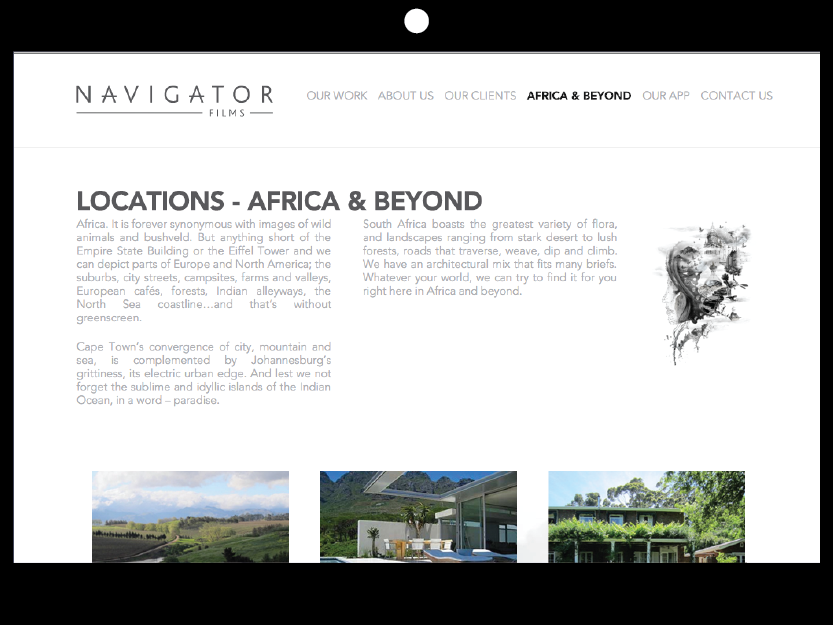 NAVIGATOR
FILMS
OUR WORK ABOUT US OUR CLIENTS AFRICA & BEYOND OUR APP CONTACT US
LOCATIONS - AFRICA & BEYOND
Africa. It is forever synonymous with images of wild
animals and bushveld. But anything short of the
Empire State Building or the Eiffel Tower and we
can depict parts of Europe and North America; the
suburbs, city streets, campsites, farms and valleys,
European cafés, forests, Indian alleyways, the
North Sea coastline...and that's without
greenscreen.
Cape Town's convergence of city, mountain and
sea, is complemented by Johannesburg's
grittiness, its electric urban edge. And lest we not
forget the sublime and idyllic islands of the Indian
Ocean, in a word – paradise.
South Africa boasts the greatest variety of flora,
and landscapes ranging from stark desert to lush
forests, roads that traverse, weave, dip and climb.
We have an architectural mix that fits many briefs.
Whatever your world, we can try to find it for you
right here in Africa and beyond.